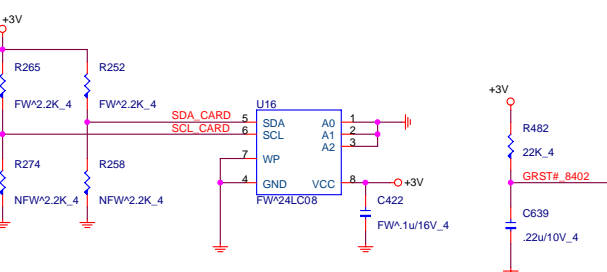 +3V
R265
FW^2.2K_4
R252
FW^2.2K_4
SDA_CARD
SCL_CARD
R274
NFW^2.2K_4
R258
NFW^2.2K_4
U16
5 SDA A0 1
6 SCL A1 2
A2 3
7 WP
4 GND VCC 8
FW^24LC08
+3V
C422
FW^.1u/16V_4
+3V
R482
22K_4
GRST#_8402
C639
.22u/10V_4